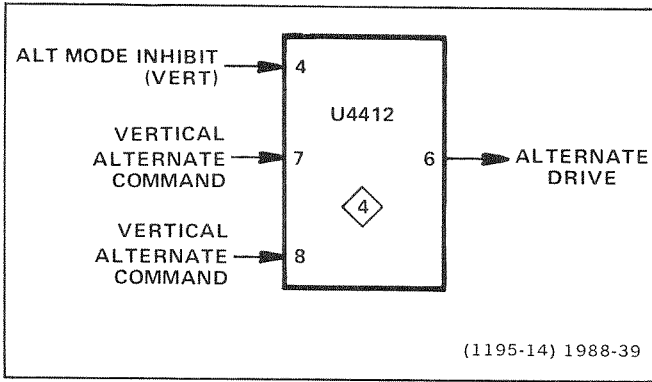 ALT MODE INHIBIT
(VERT)
4
U4412
VERTICAL
ALTERNATE
COMMAND
7
6
ALTERNATE
DRIVE
4
VERTICAL
ALTERNATE
COMMAND
8
(1195-14) 1988-39